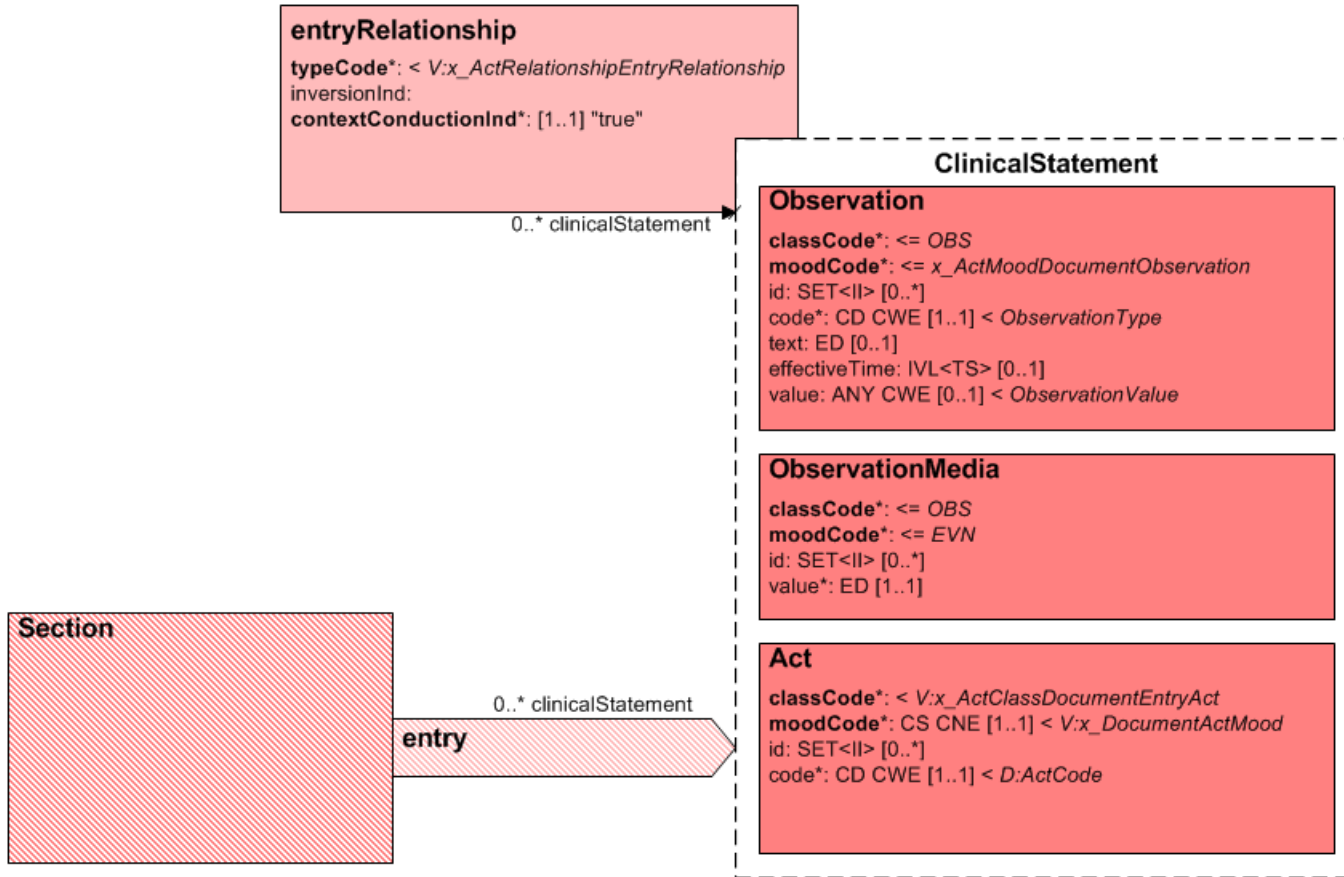 entryRelationship
typeCode*: < V:x_ActRelationshipEntryRelationship
inversionInd:
contextConductionInd*: [1..1] "true"
0..* clinicalStatement
ClinicalStatement
Observation
classCode*: <= OBS
moodCode*: <= x_ActMoodDocumentObservation
id: SET<II> [0..*]
code*: CD CWE [1..1] < ObservationType
text: ED [0..1]
effectiveTime: IVL<TS> [0..1]
value: ANY CWE [0..1] < ObservationValue
ObservationMedia
classCode*: <= OBS
moodCode*: <= EVN
id: SET<II> [0..*]
value*: ED [1..1]
Section
0..* clinicalStatement
entry
Act
classCode*: < V:x_ActClassDocumentEntryAct
moodCode*: CS CNE [1..1] < V:x_DocumentActMood
id: SET<II> [0..*]
code*: CD CWE [1..1] < D:ActCode